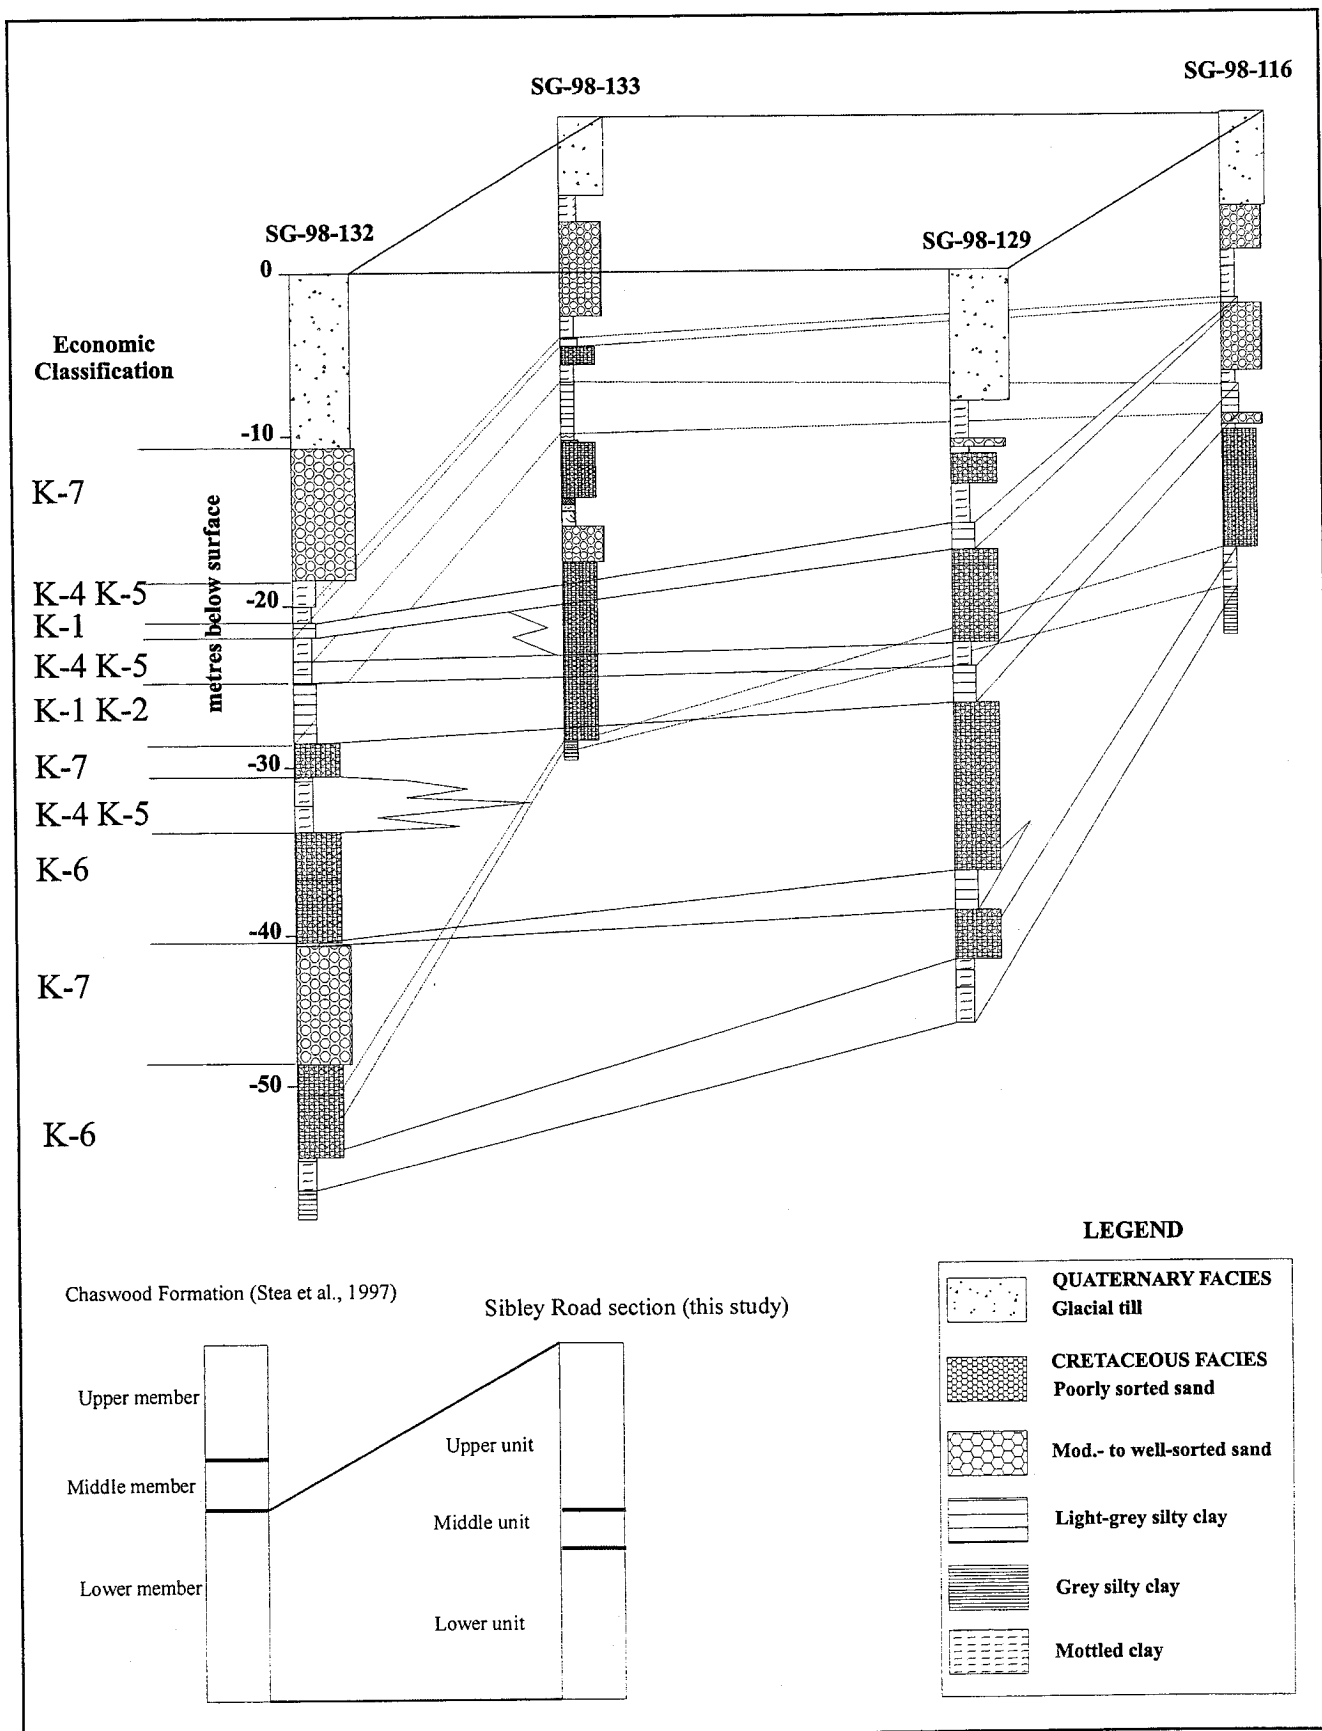 SG-98-116
SG-98-133
SG-98-132
SG-98-129
0
Economic
Classification
-10
K-7
metres below surface
K-4 K-5
-20
K-1
K-4 K-5
K-1 K-2
K-7
-30
K-4 K-5
K-6
-40
K-7
-50
K-6
LEGEND
QUATERNARY FACIES
Glacial till
CRETACEOUS FACIES
Poorly sorted sand
Mod.- to well-sorted sand
Light-grey silty clay
Grey silty clay
Mottled clay
Chaswood Formation (Stea et al., 1997)
Sibley Road section (this study)
Upper member
Middle member
Lower member
Upper unit
Middle unit
Lower unit